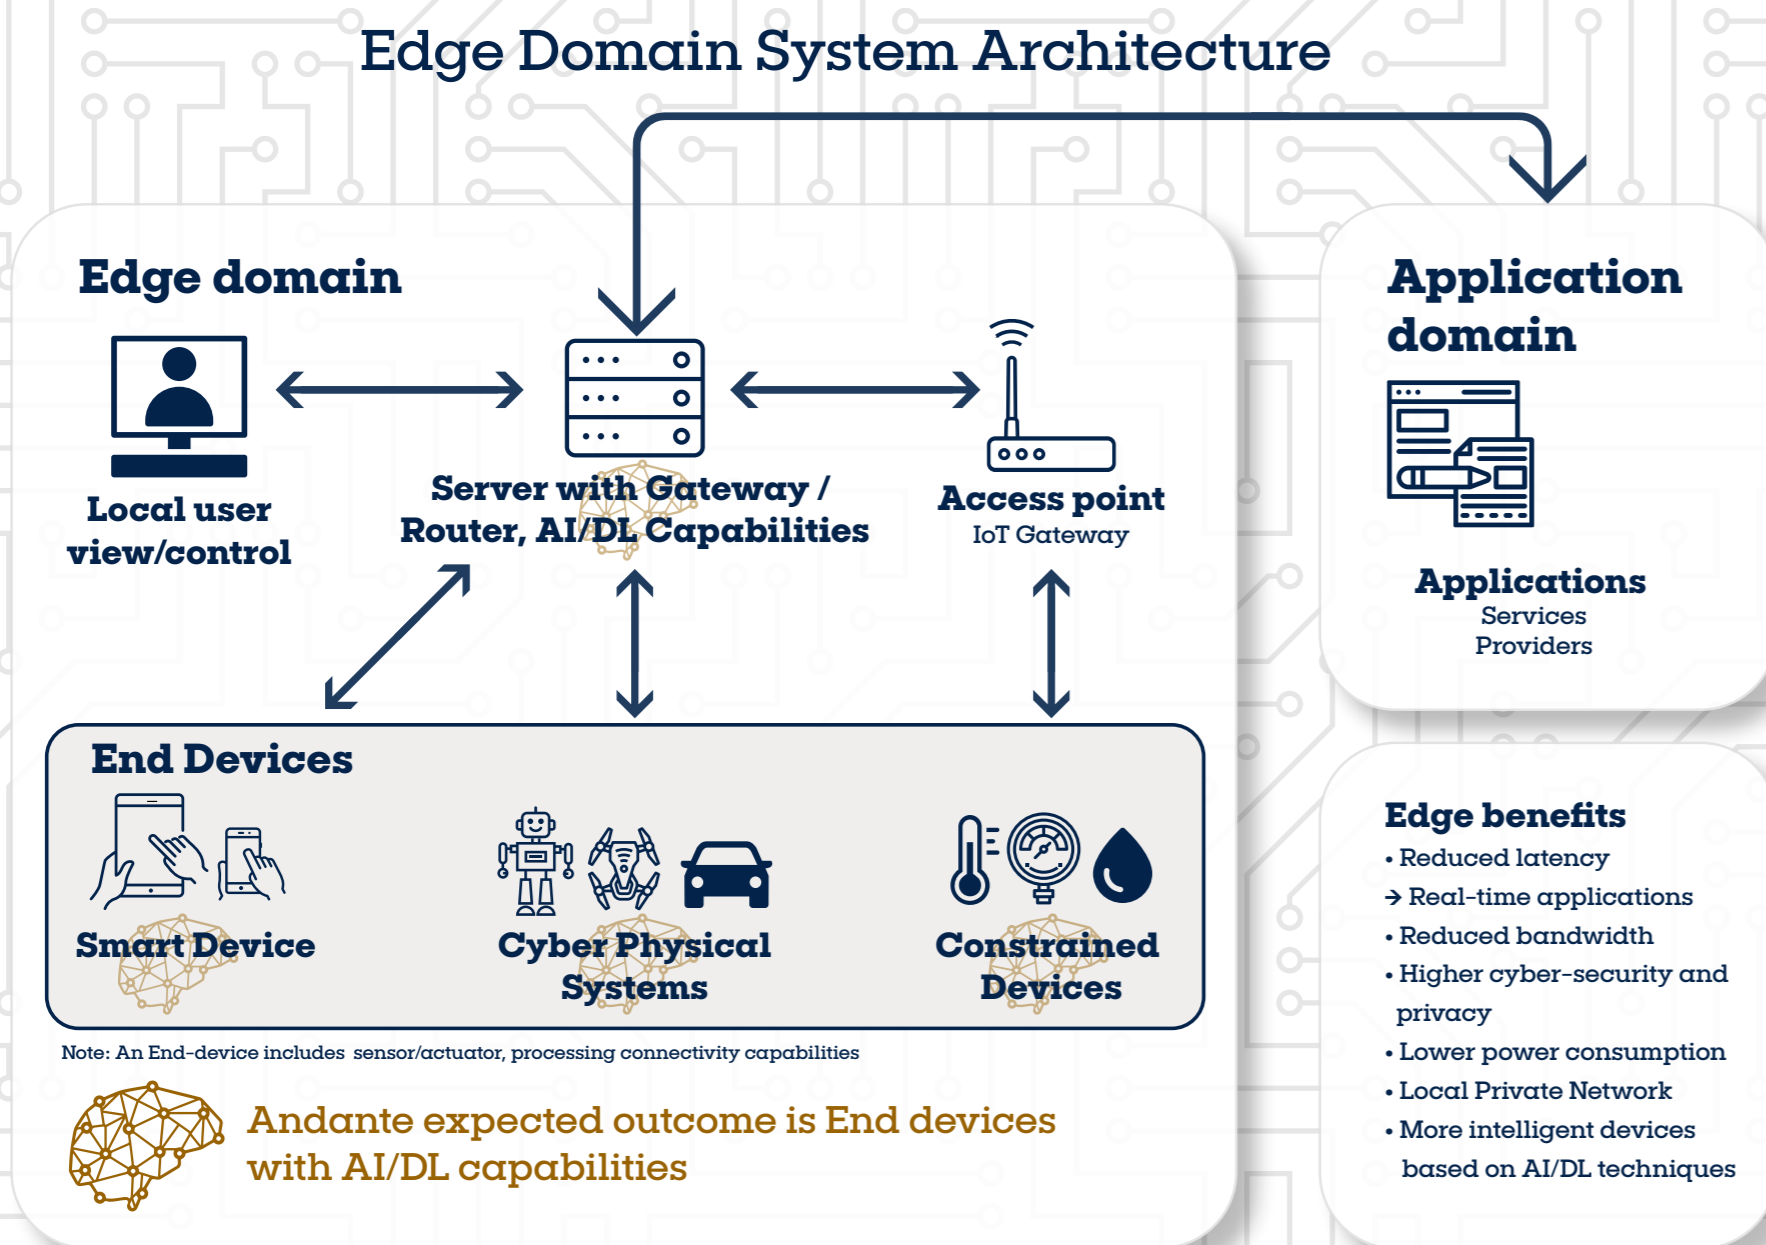 Edge Domain System Architecture
Edge domain
Local user
view/control
Server with Gateway /
Router, AI/DL Capabilities
Access point
IoT Gateway
End Devices
Smart Device
Cyber Physical
Systems
Constrained
Devices
Note: An End-device includes sensor/actuator, processing connectivity capabilities
Andante expected outcome is End devices
with AI/DL capabilities
Application
domain
Applications
Services
Providers
Edge benefits
• Reduced latency
→ Real-time applications
• Reduced bandwidth
• Higher cyber-security and
privacy
• Lower power consumption
• Local Private Network
• More intelligent devices
based on AI/DL techniques